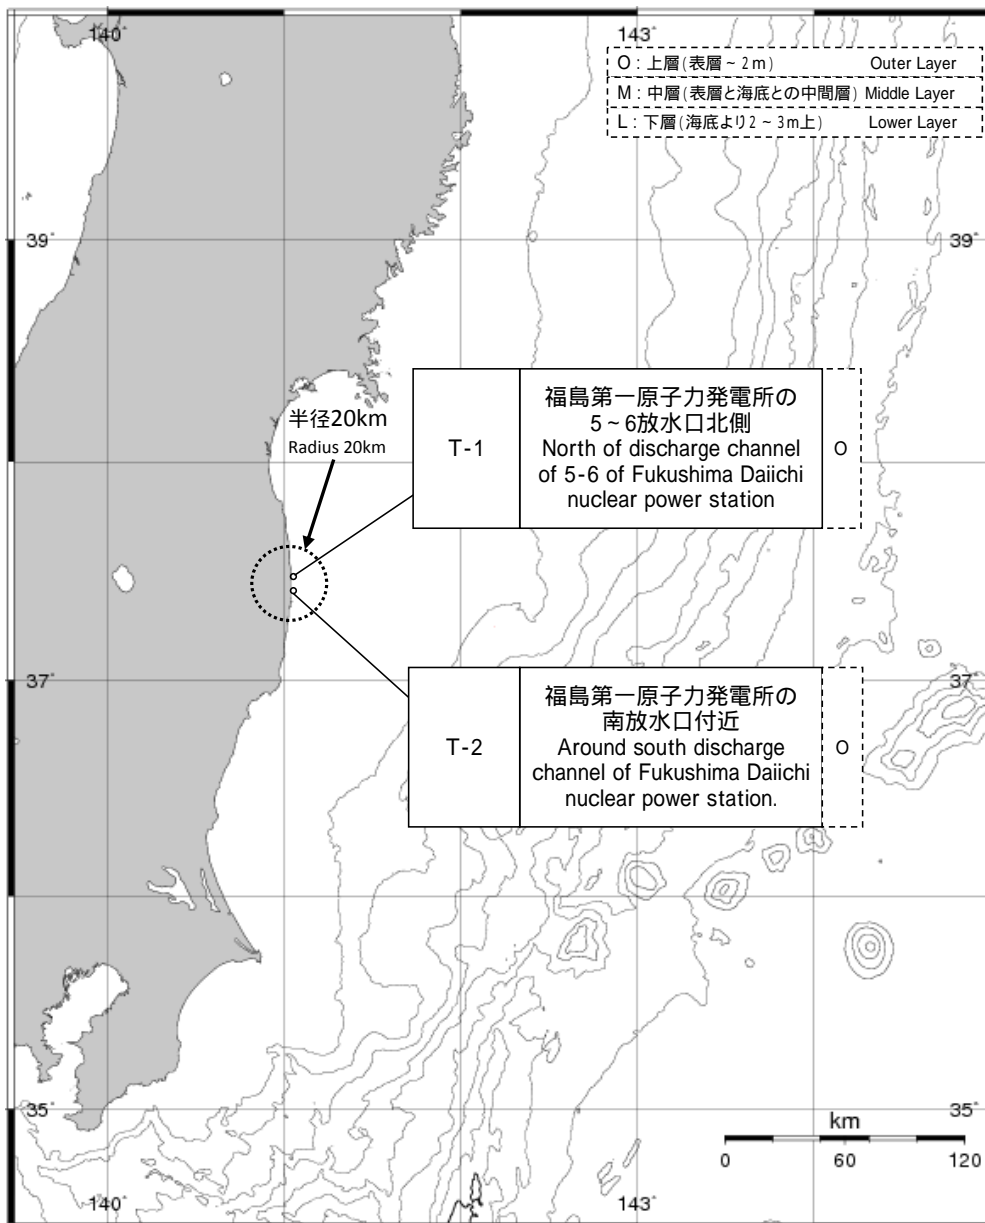 140°
143°
O : 上層(表層~2m) Outer Layer
M : 中層(表層と海底との中間層) Middle Layer
L : 下層(海底より2~3m上) Lower Layer
39°
39°
半径20km
Radius 20km
T-1
福島第一原子力発電所の
5~6放水口北側
North of discharge channel
of 5-6 of Fukushima Daiichi
nuclear power station
O
37°
T-2
福島第一原子力発電所の
南放水口付近
Around south discharge
channel of Fukushima Daiichi
nuclear power station.
O
37°
35°
35°
km
0 60 120
140°
143°